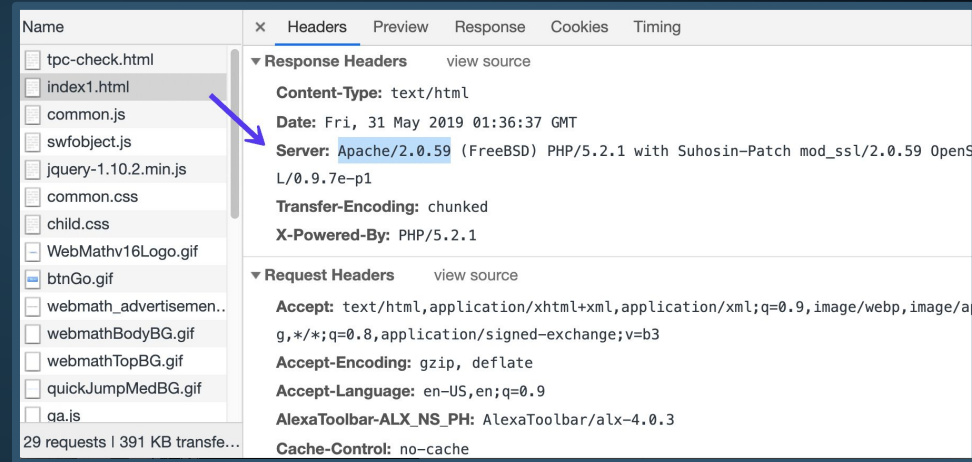 Name
tpc-check.html
index1.html
common.js
swfobject.js
jquery-1.10.2.min.js
common.css
child.css
WebMathv16Logo.gif
btnGo.gif
webmath_advertisemen...
webmathBodyBG.gif
webmathTopBG.gif
quickJumpMedBG.gif
ga.js
29 requests | 391 KB transfe...
× Headers Preview Response Cookies Timing
▼ Response Headers view source
Content-Type: text/html
Date: Fri, 31 May 2019 01:36:37 GMT
Server: Apache/2.0.59 (FreeBSD) PHP/5.2.1 with Suhosin-Patch mod_ssl/2.0.59 OpenS
L/0.9.7e-p1
Transfer-Encoding: chunked
X-Powered-By: PHP/5.2.1
▼ Request Headers view source
Accept: text/html,application/xhtml+xml,application/xml;q=0.9,image/webp,image/ap
g,*/*;q=0.8,application/signed-exchange;v=b3
Accept-Encoding: gzip, deflate
Accept-Language: en-US,en;q=0.9
AlexaToolbar-ALX_NS_PH: AlexaToolbar/alx-4.0.3
Cache-Control: no-cache